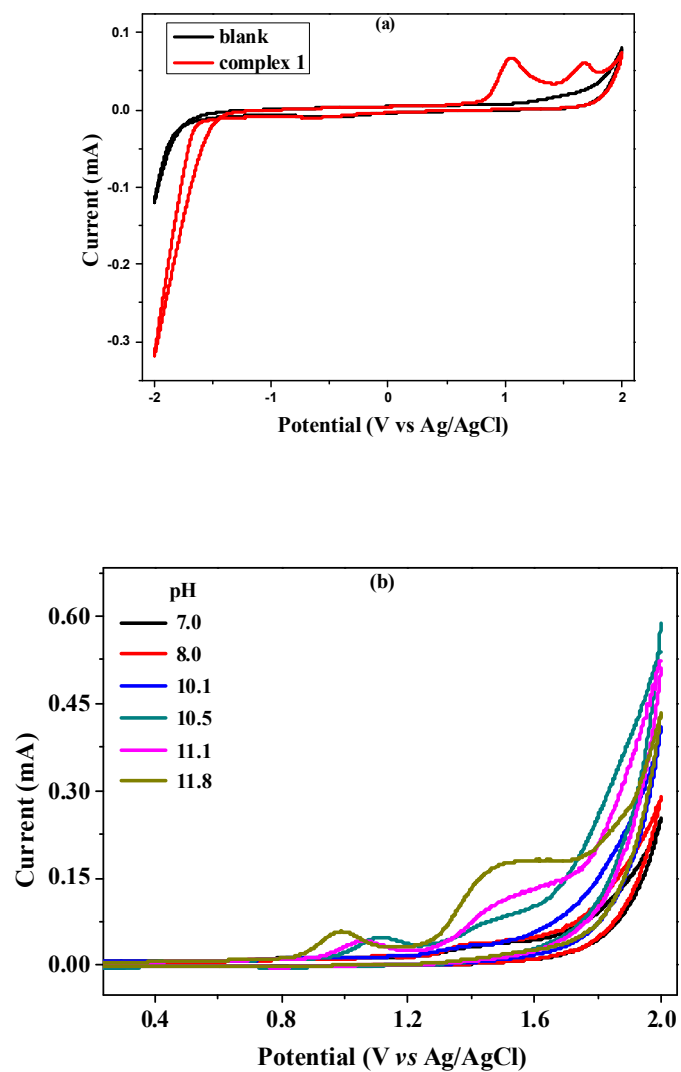 (a)
blank
complex 1
0.1
0.0
-0.1
-0.2
-0.3
Current (mA)
-2 -1 0 1 2
Potential (V vs Ag/AgCl)
(b)
pH
7.0
8.0
10.1
10.5
11.1
11.8
0.60
0.45
0.30
0.15
0.00
Current (mA)
0.4 0.8 1.2 1.6 2.0
Potential (V vs Ag/AgCl)